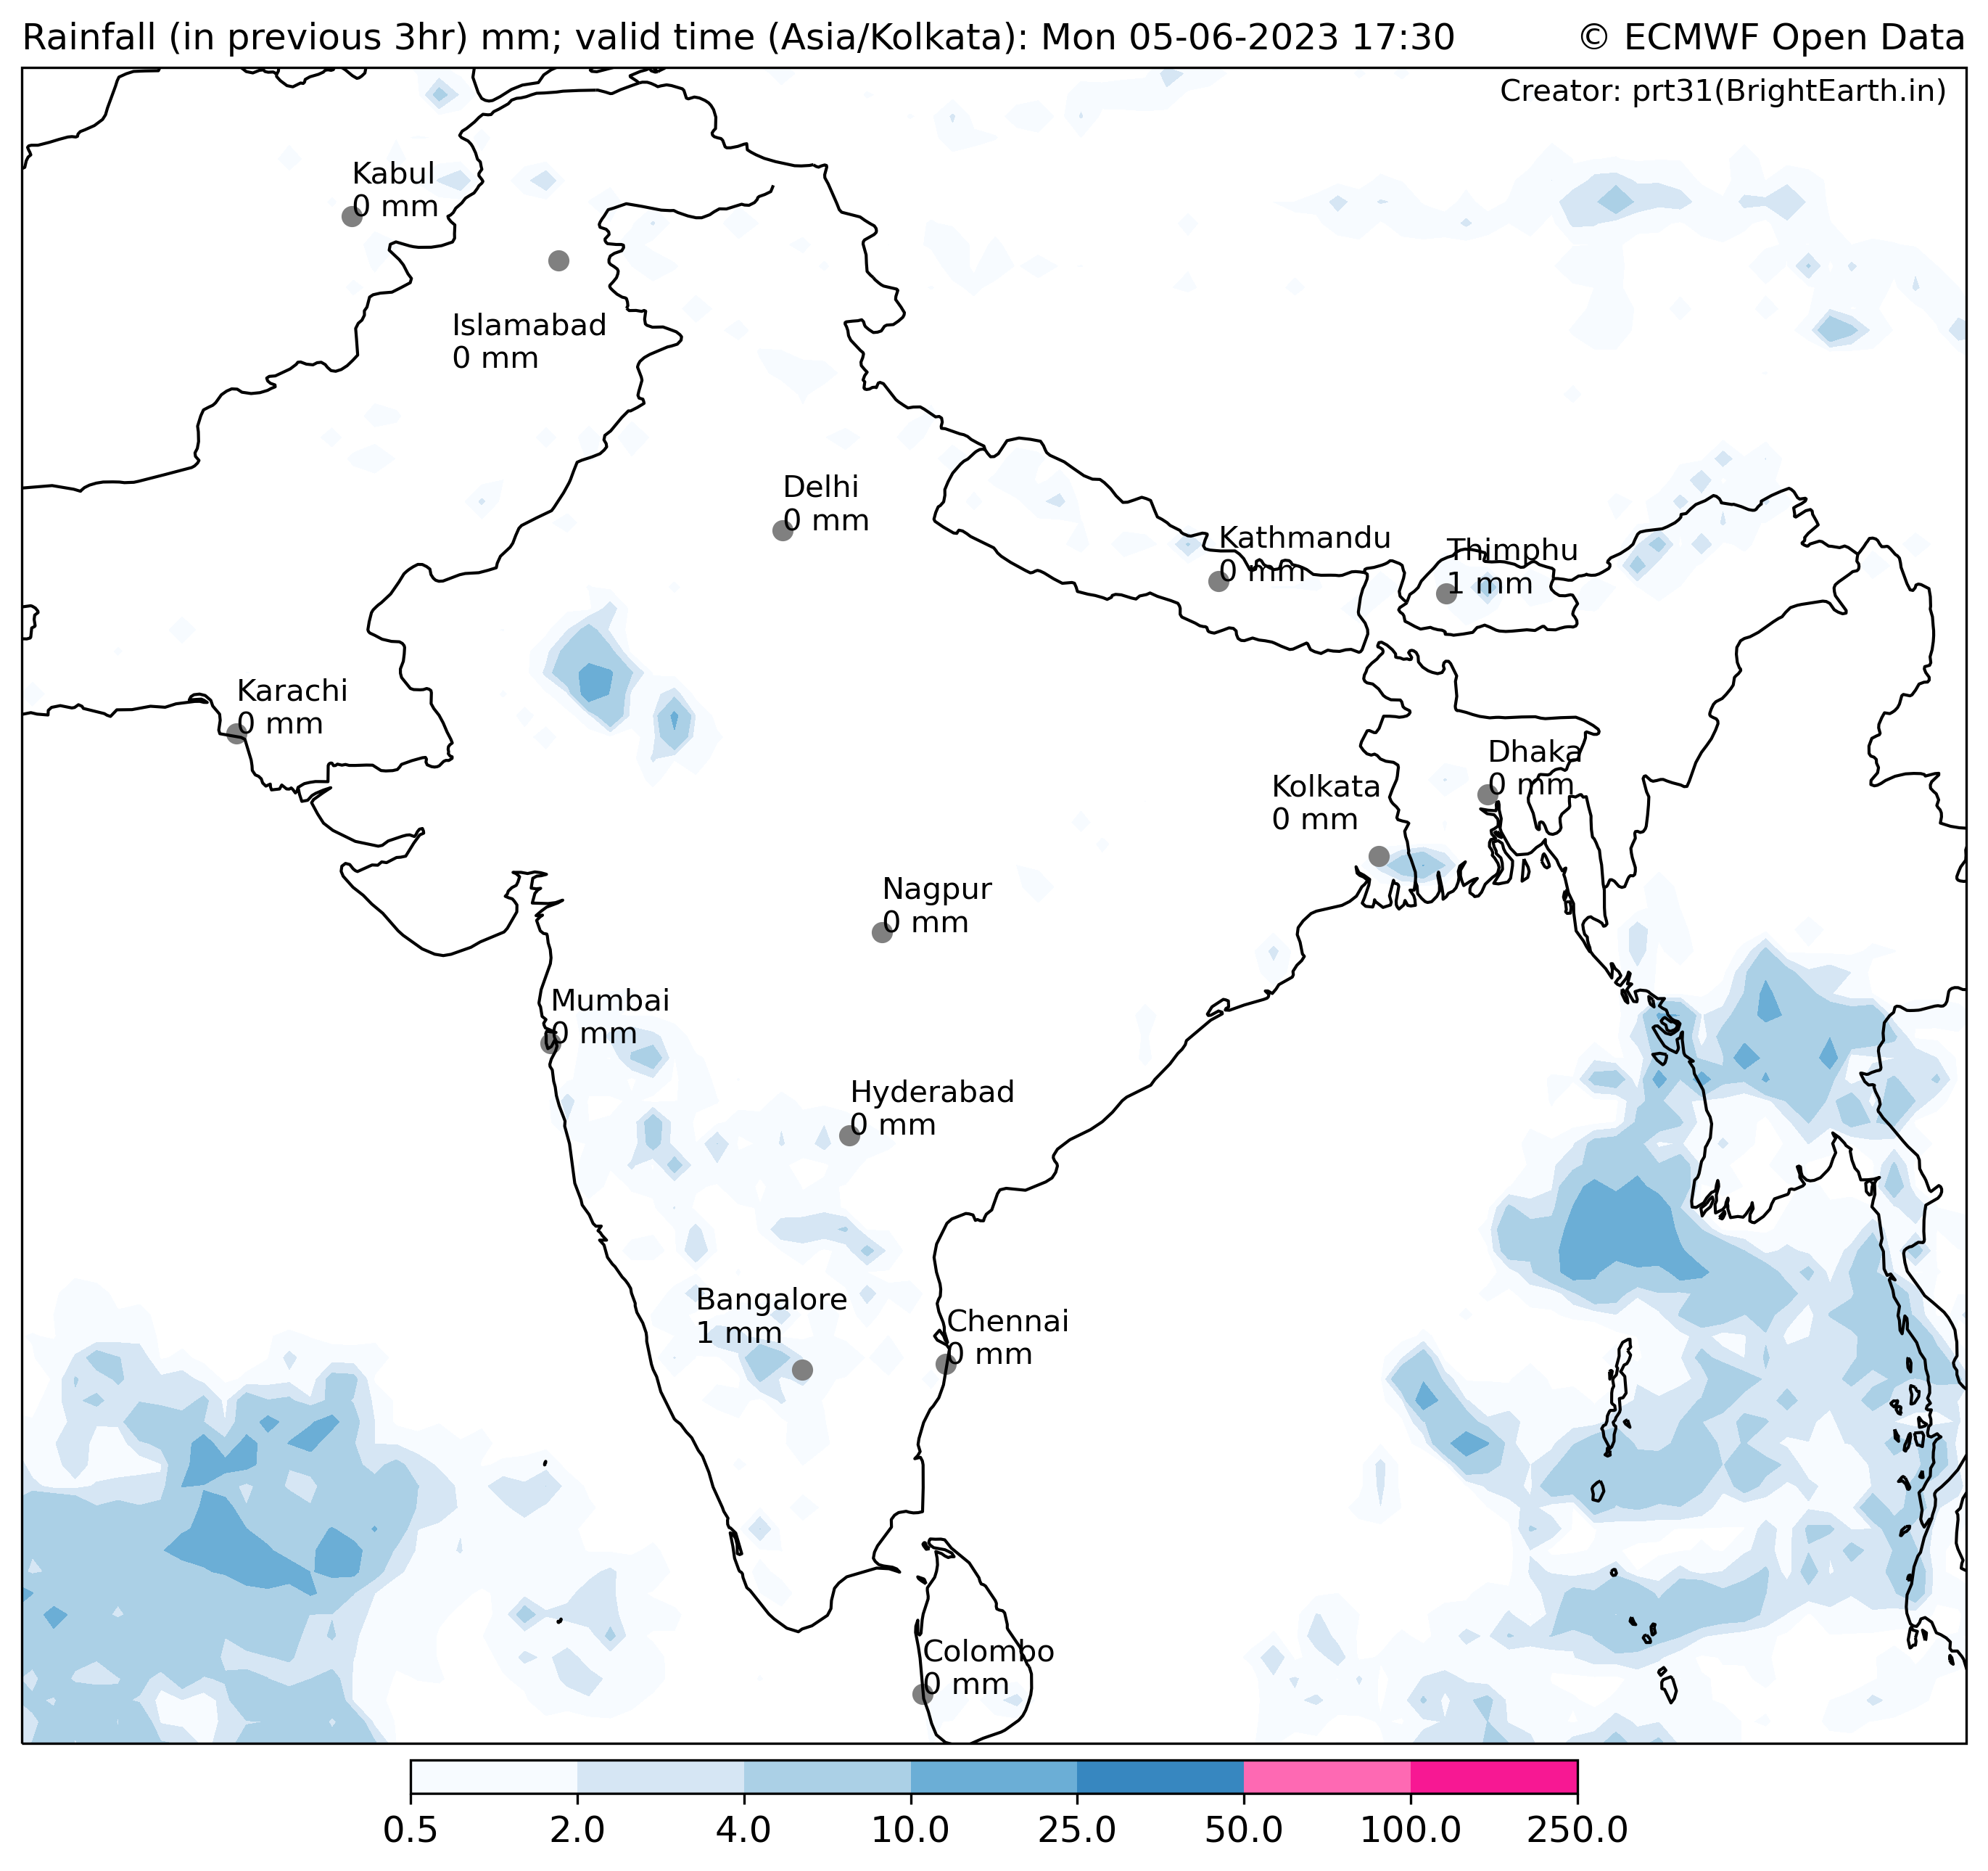 Rainfall (in previous 3hr) mm; valid time (Asia/Kolkata): Mon 05-06-2023 17:30
© ECMWF Open Data
Creator: prt31(BrightEarth.in)
Kabul
0 mm
Islamabad
0 mm
Delhi
0 mm
Kathmandu
0 mm
Thimphu
1 mm
Karachi
0 mm
Dhaka
0 mm
Kolkata
0 mm
Nagpur
0 mm
Mumbai
0 mm
Hyderabad
0 mm
Bangalore
1 mm
Chennai
0 mm
Colombo
0 mm
0.5 2.0 4.0 10.0 25.0 50.0 100.0 250.0